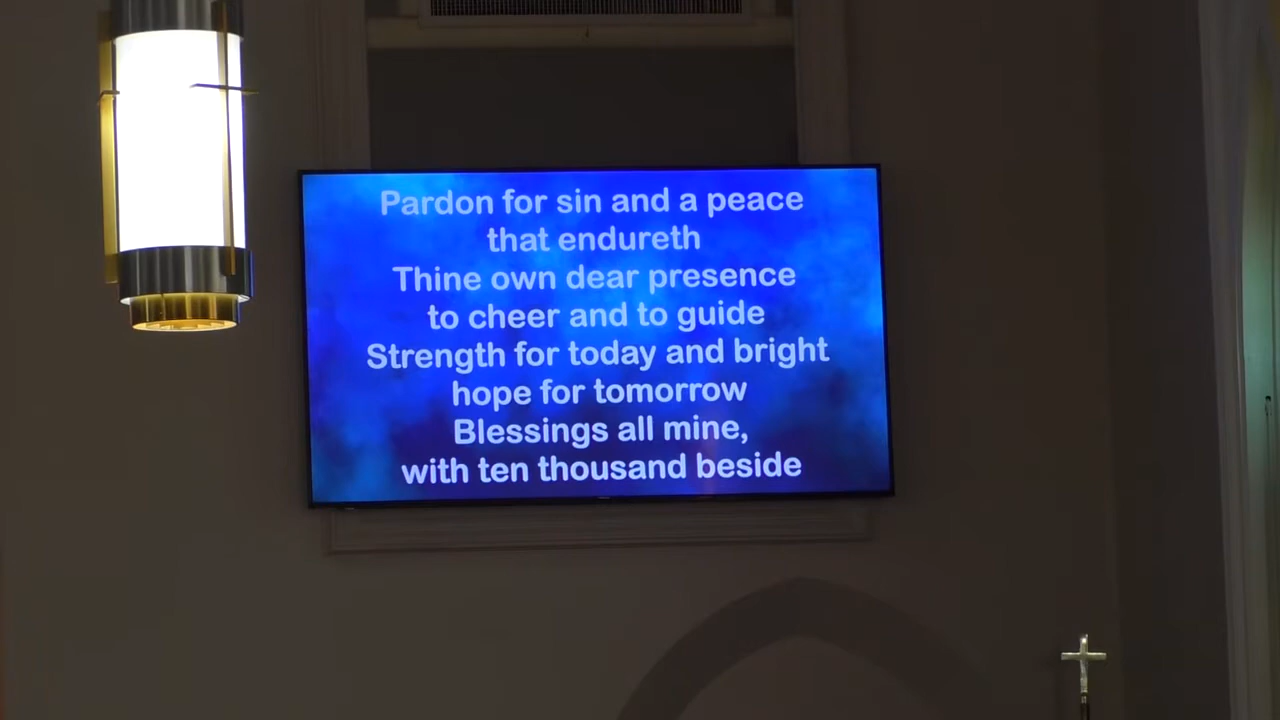 Pardon for sin and a peace
that endureth
Thine own dear presence
to cheer and to guide
Strength for today and bright
hope for tomorrow
Blessings all mine,
with ten thousand beside